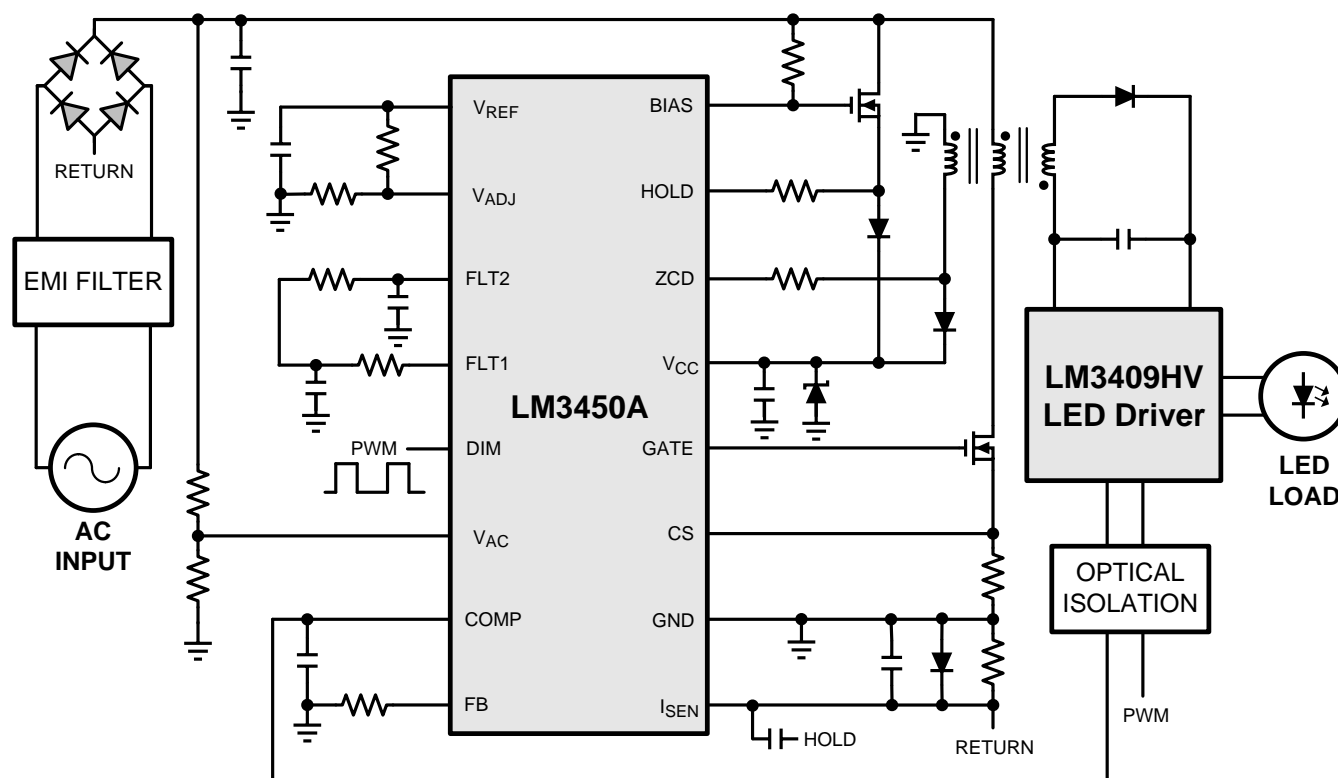 RETURN
EMI FILTER
AC
INPUT
LM3450A
VREF
VADJ
FLT2
FLT1
PWM
DIM
VAC
COMP
FB
BIAS
HOLD
ZCD
VCC
GATE
CS
GND
ISEN
HOLD
RETURN
LM3409HV
LED Driver
LED
LOAD
OPTICAL
ISOLATION
PWM